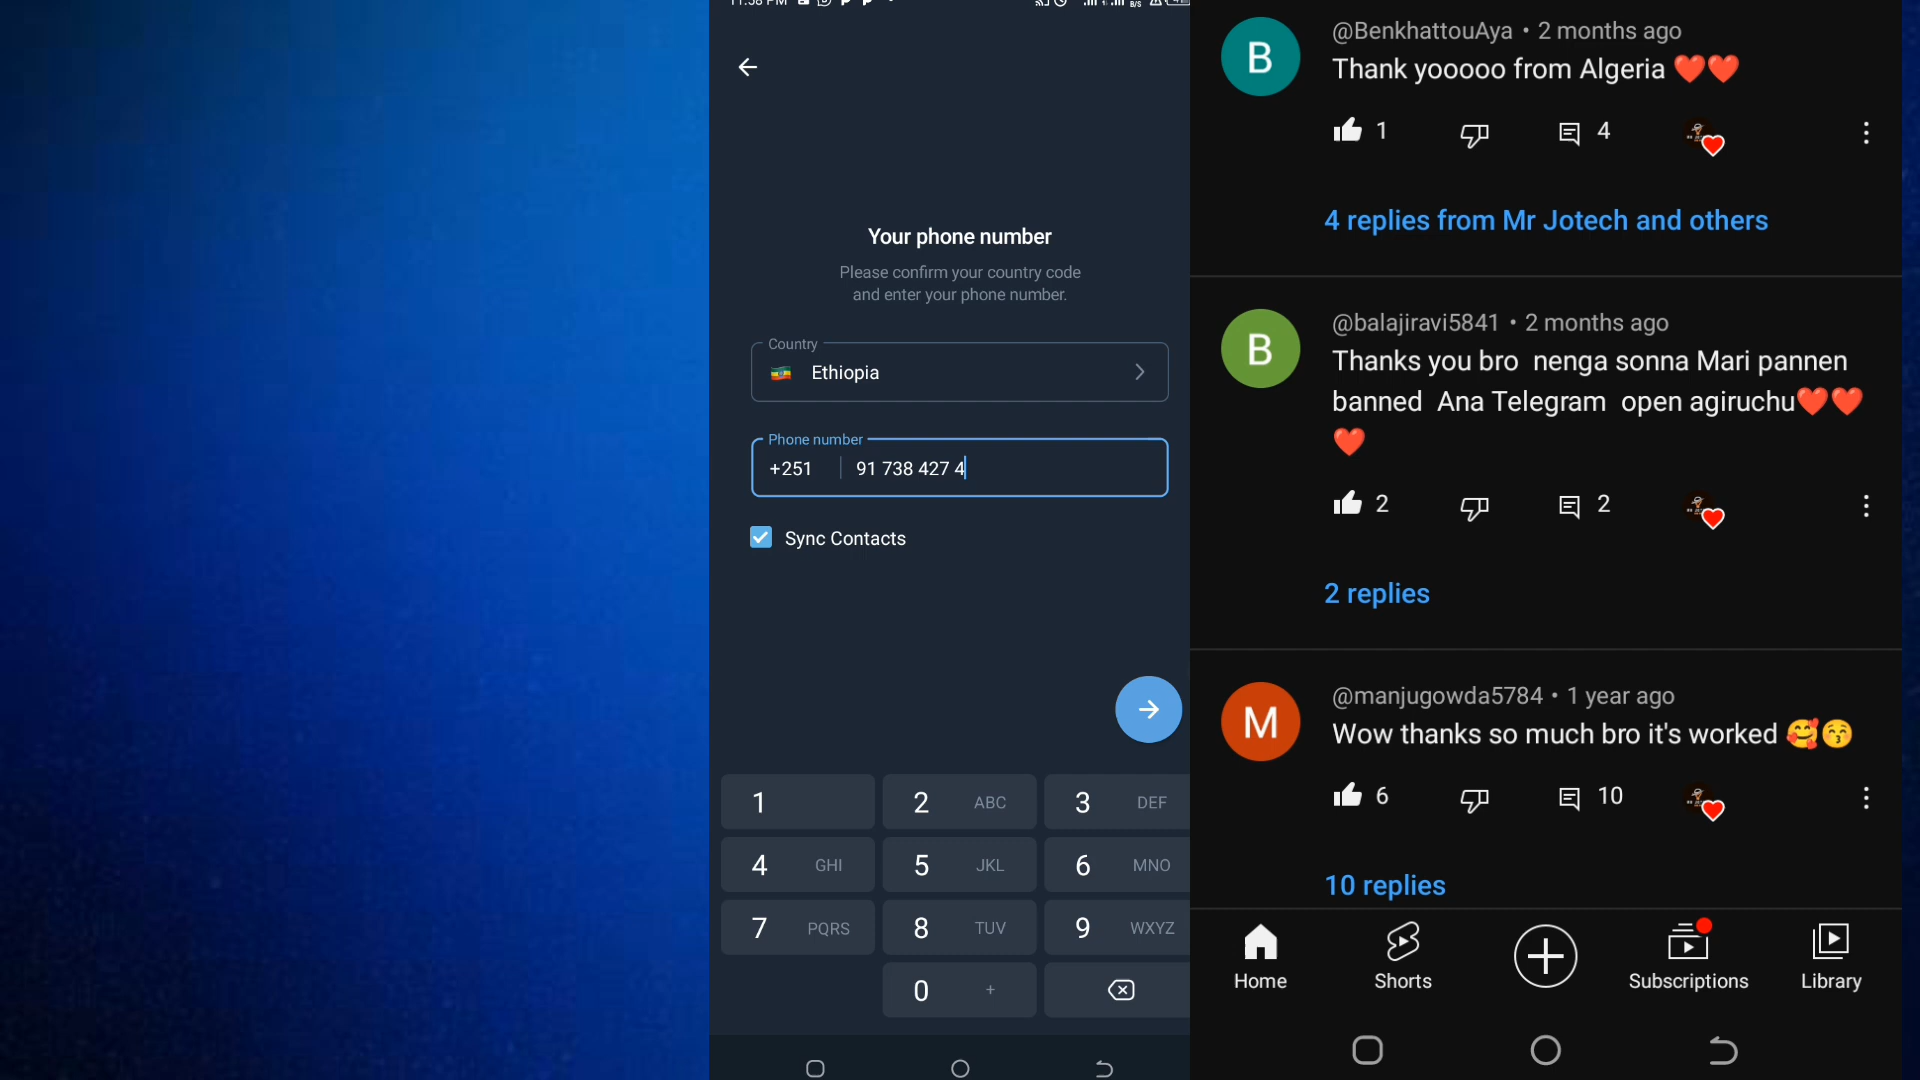 11:58 PM
Your phone number
Please confirm your country code
and enter your phone number.
Country
Ethiopia
Phone number
+251 91 738 427 4
Sync Contacts
1
2 ABC
3 DEF
4 GHI
5 JKL
6 MNO
7 PQRS
8 TUV
9 WXYZ
0 +
B
@BenkhattouAya • 2 months ago
Thank yooooo from Algeria ❤️❤️
1 4
4 replies from Mr Jotech and others
B
@balajiravi5841 • 2 months ago
Thanks you bro nenga sonna Mari pannen
banned Ana Telegram open agiruchu❤️❤️
❤️
2 2
2 replies
M
@manjugowda5784 • 1 year ago
Wow thanks so much bro it's worked 🥰😚
6 10
10 replies
Home Shorts Subscriptions Library